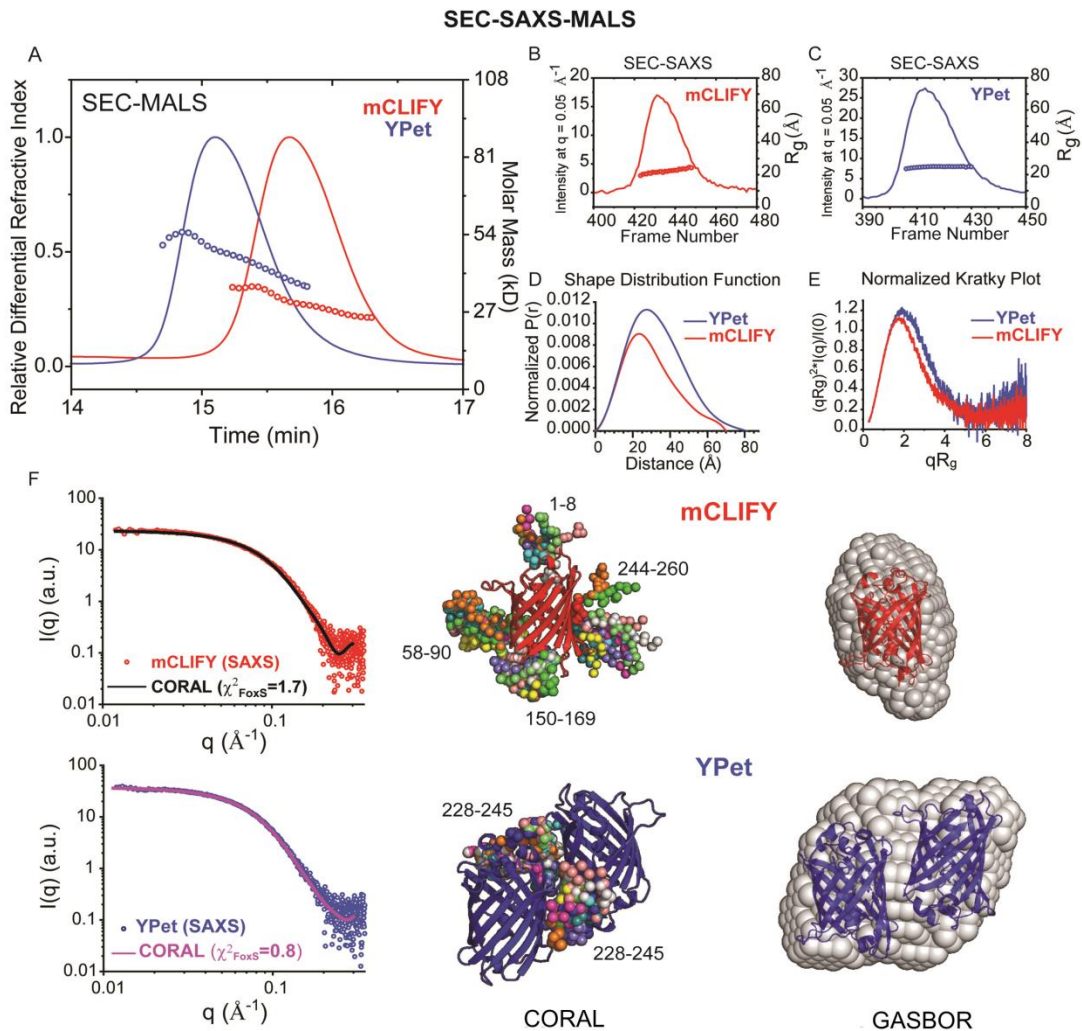 SEC-SAXS-MALS
A
SEC-MALS
mCLIFY
YPet
Relative Differential Refractive Index
1.0
0.5
0.0
108
81
54
27
0
Molar Mass (kD)
14 15 16 17
Time (min)
B
SEC-SAXS
mCLIFY
Intensity at q = 0.05 Å⁻¹
25
20
15
10
5
0
80
60
40
20
0
Rg(Å)
400 420 440 460 480
Frame Number
C
SEC-SAXS
YPet
Intensity at q = 0.05 Å⁻¹
30
25
20
15
10
5
0
80
60
40
20
0
Rg(Å)
390 410 430 450
Frame Number
D Shape Distribution Function
YPet
mCLIFY
Normalized P(r)
0.012
0.010
0.008
0.006
0.004
0.002
0.000
0 20 40 60 80
Distance (Å)
E Normalized Kratky Plot
YPet
mCLIFY
(qRg)²*I(q)/I(0)
1.2
1.0
0.8
0.6
0.4
0.2
0.0
0 2 4 6 8
qRg
F
I(q) (a.u.)
100
10
1
0.1
0.01
mCLIFY (SAXS)
CORAL (χ²FoxS=1.7)
0.01 0.1
q (Å⁻¹)
1-8
244-260
58-90
150-169
mCLIFY
I(q) (a.u.)
100
10
1
0.1
0.01
YPet (SAXS)
CORAL (χ²FoxS=0.8)
0.01 0.1
q (Å⁻¹)
YPet
228-245
228-245
CORAL
GASBOR